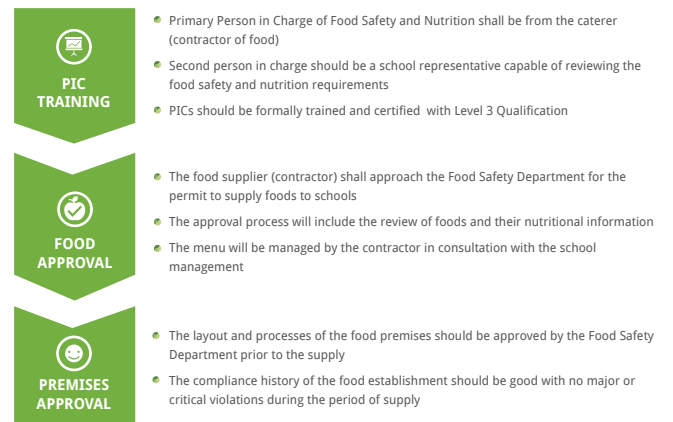 PIC
TRAINING
Primary Person in Charge of Food Safety and Nutrition shall be from the caterer
(contractor of food)
Second person in charge should be a school representative capable of reviewing the
food safety and nutrition requirements
PICs should be formally trained and certified with Level 3 Qualification
FOOD
APPROVAL
The food supplier (contractor) shall approach the Food Safety Department for the
permit to supply foods to schools
The approval process will include the review of foods and their nutritional information
The menu will be managed by the contractor in consultation with the school
management
PREMISES
APPROVAL
The layout and processes of the food premises should be approved by the Food Safety
Department prior to the supply
The compliance history of the food establishment should be good with no major or
critical violations during the period of supply